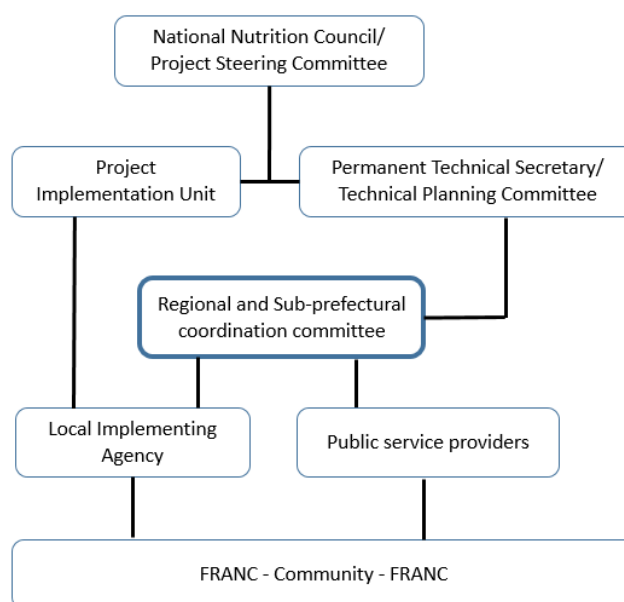 National Nutrition Council/
Project Steering Committee
Project
Implementation Unit
Permanent Technical Secretary/
Technical Planning Committee
Regional and Sub-prefectural
coordination committee
Local Implementing
Agency
Public service providers
FRANC - Community - FRANC